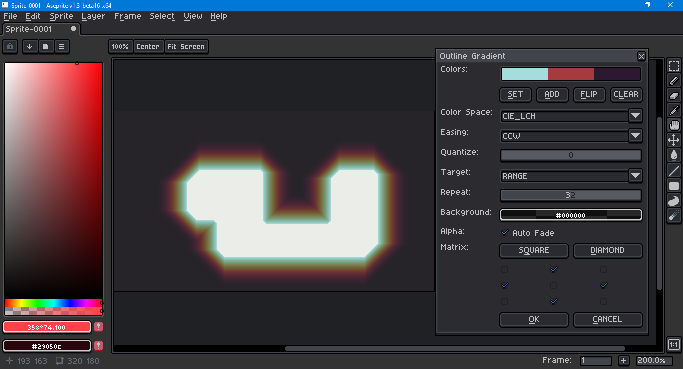 Sprite-0001 - Aseprite v1.3-beta16-x64
File Edit Sprite Layer Frame Select View Help
Sprite-0001
100% Center Fit Screen
Outline Gradient
Colors:
SET ADD FLIP CLEAR
Color Space: CIE_LCH
Easing: CCW
Quantize: 0
Target: RANGE
Repeat:
Background: #000000
Alpha: Auto Fade
Matrix: SQUARE DIAMOND
OK CANCEL
358°74.100
#29050c
193 163 320 180
Frame: 1 + 200.0%
1:1